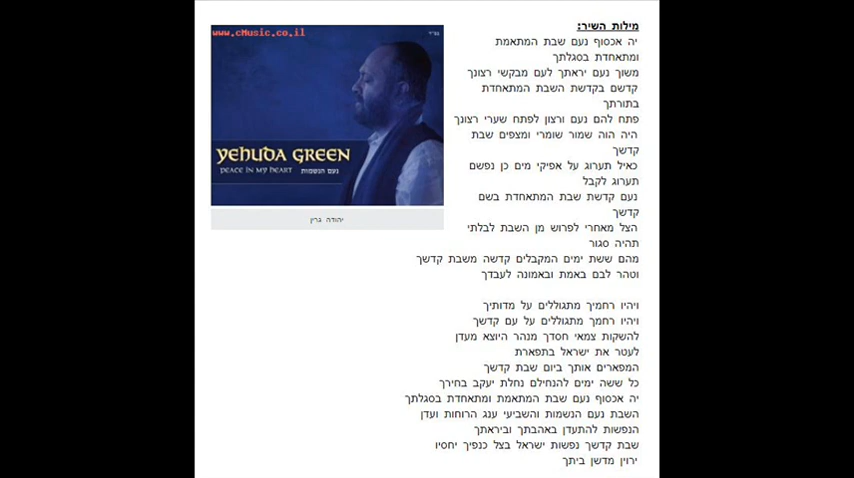 מילות השיר:
יה אכסוף נעם שבת המתאמת
ומתאחדת בסגלתך
משוך נעם יראתך לעם מבקשי רצונך
קדשם בקדשת השבת המתאחדת
בתורתך
פתח להם נעם ורצון לפתח שערי רצונך
היה הוה שמור שומרי ומצפים שבת
קדשך
כאיל תערוג על אפיקי מים כן נפשם
תערוג לקבל
נעם קדשת שבת המתאחדת בשם
קדשך
הצל מאחרי לפרוש מן השבת לבלתי
תהיה סגור
מהם ששת ימים המקבלים קדשה משבת קדשך
וטהר לבם באמת ובאמונה לעבדך
ויהיו רחמיך מתגוללים על מדותיך
ויהיו רחמך מתגוללים על עם קדשך
להשקות צמאי חסדך מנהר היוצא מעדן
לעטר את ישראל בתפארת
המפארים אותך ביום שבת קדשך
כל ששה ימים להנחילם נחלת יעקב בחירך
יה אכסוף נעם שבת המתאמת ומתאחדת בסגלתך
השבת נעם הנשמות והשביעי ענג הרוחות ועדן
הנפשות להתעדן באהבתך וביראתך
שבת קדשך נפשות ישראל בצל כנפיך יחסיו
ירוין מדשן ביתך
www.cMusic.co.il
YEHUDA GREEN
PEACE IN MY HEART נעם הנשמות
יהודה גרין